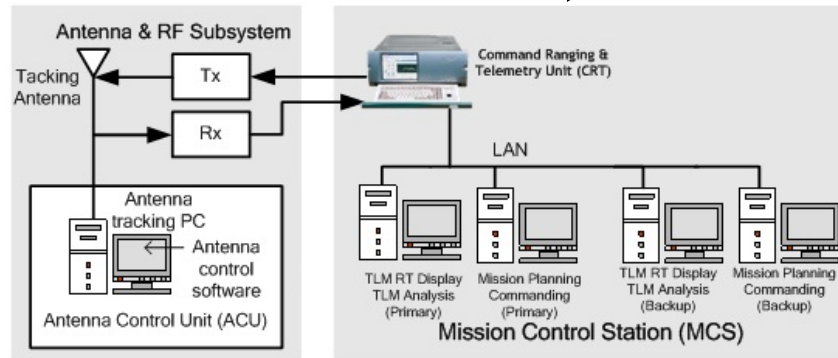 Antenna & RF Subsystem
Tacking
Antenna
Tx
Rx
Command Ranging &
Telemetry Unit (CRT)
LAN
Antenna
tracking PC
Antenna
control
software
Antenna Control Unit (ACU)
TLM RT Display
TLM Analysis
(Primary)
Mission Planning
Commanding
(Primary)
TLM RT Display
TLM Analysis
(Backup)
Mission Planning
Commanding
(Backup)
Mission Control Station (MCS)